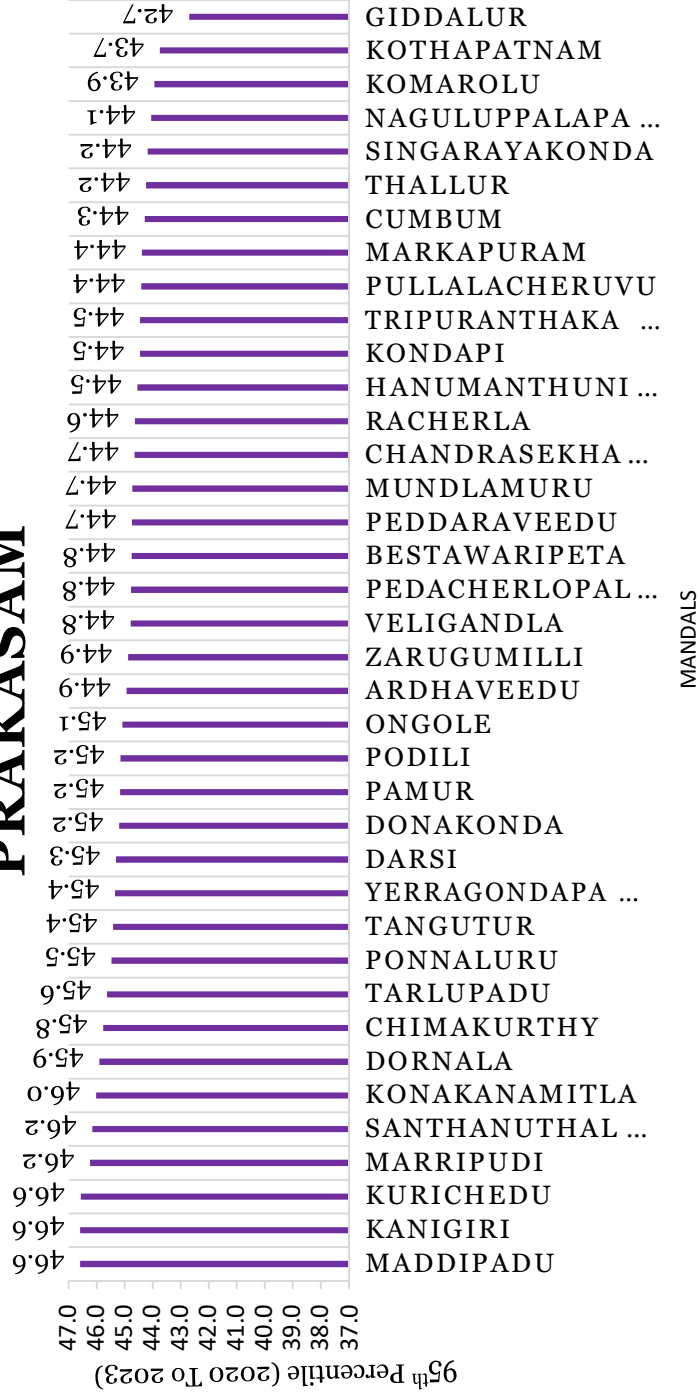 PRAKASAM
42.7 GIDDALUR
43.7 KOTHAPATNAM
43.9 KOMAROLU
44.1 NAGULUPPALAPA ...
44.2 SINGARAYAKONDA
44.2 THALLUR
44.3 CUMBUM
44.4 MARKAPURAM
44.4 PULLALACHERUVU
44.5 TRIPURANTHAKA ...
44.5 KONDAPI
44.5 HANUMANTHUNI ...
44.6 RACHERLA
44.7 CHANDRASEKHA ...
44.7 MUNDLAMURU
44.7 PEDDARAVEEDU
44.8 BESTAWARIPETA
44.8 PEDACHERLOPAL ...
44.8 VELIGANDLA
44.9 ZARUGUMILLI
44.9 ARDHAVEEDU
45.1 ONGOLE
45.2 PODILI
45.2 PAMUR
45.2 DONAKONDA
45.3 DARSI
45.4 YERRAGONDAPA ...
45.4 TANGUTUR
45.5 PONNALURU
45.6 TARLUPADU
45.8 CHIMAKURTHY
45.9 DORNALA
46.0 KONAKANAMITLA
46.2 SANTHANUTHAL ...
46.2 MARRIPUDI
46.6 KURICHEDU
46.6 KANIGIRI
46.6 MADDIPADU
MANDALS
47.0
46.0
45.0
44.0
43.0
42.0
41.0
40.0
39.0
38.0
37.0
95th Percentile (2020 To 2023)